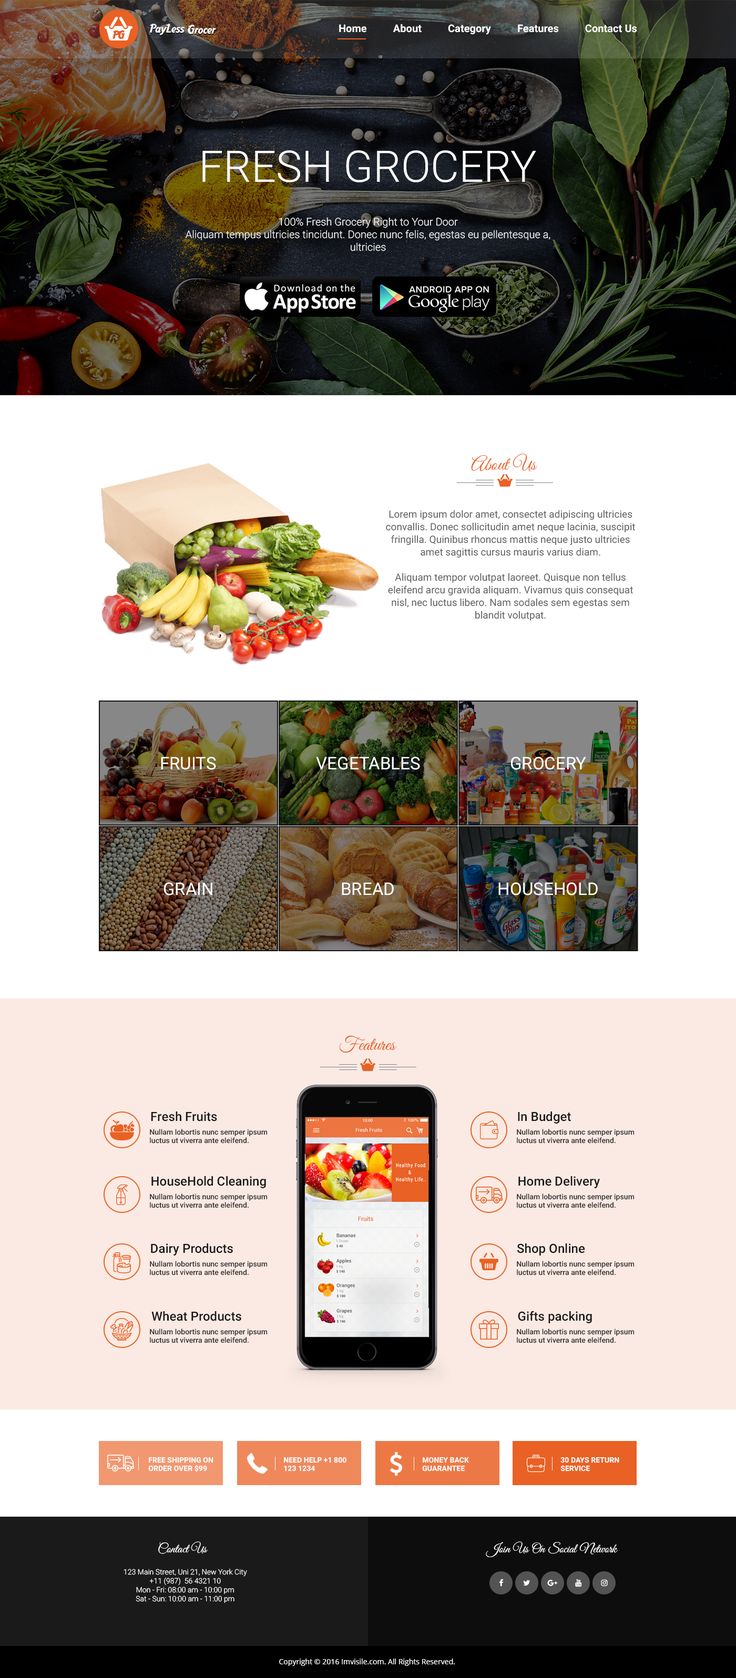 PG
PayLess Grocer
Home
About
Category
Features
Contact Us
FRESH GROCERY
100% Fresh Grocery Right to Your Door
Aliquam tempus ultricies tincidunt. Donec nunc felis, egestas eu pellentesque a,
ultricies
Download on the
App Store
ANDROID APP ON
Google play
About Us
Lorem ipsum dolor amet, consectet adipiscing ultricies
convallis. Donec sollicitudin amet neque lacinia, suscipit
fringilla. Quinibus rhoncus mattis neque justo ultricies
amet sagittis cursus mauris varius diam.
Aliquam tempor volutpat laoreet. Quisque non tellus
eleifend arcu gravida aliquam. Vivamus quis consequat
nisl, nec luctus libero. Nam sodales sem egestas sem
blandit volutpat.
FRUITS
VEGETABLES
GROCERY
GRAIN
BREAD
HOUSEHOLD
Glass
Plus
Features
Fresh Fruits
Nullam lobortis nunc semper ipsum
luctus ut viverra ante eleifend.
HouseHold Cleaning
Nullam lobortis nunc semper ipsum
luctus ut viverra ante eleifend.
Dairy Products
Nullam lobortis nunc semper ipsum
luctus ut viverra ante eleifend.
Wheat Products
Nullam lobortis nunc semper ipsum
luctus ut viverra ante eleifend.
10:00
100%
Fresh Fruits
Healthy Food
&
Healthy Life..
Fruits
Bananas
Apples
1 Kg
Oranges
1 Kg
Grapes
1 Kg
In Budget
Nullam lobortis nunc semper ipsum
luctus ut viverra ante eleifend.
Home Delivery
Nullam lobortis nunc semper ipsum
luctus ut viverra ante eleifend.
Shop Online
Nullam lobortis nunc semper ipsum
luctus ut viverra ante eleifend.
Gifts packing
Nullam lobortis nunc semper ipsum
luctus ut viverra ante eleifend.
FREE SHIPPING ON
ORDER OVER $99
NEED HELP +1 800
123 1234
$
MONEY BACK
GUARANTEE
30 DAYS RETURN
SERVICE
Contact Us
123 Main Street, Uni 21, New York City
+11 (987)  56 4321 10
Mon - Fri: 08:00 am - 10:00 pm
Sat - Sun: 10:00 am - 11:00 pm
Join Us On Social Network
Copyright © 2016 Imvisile.com. All Rights Reserved.